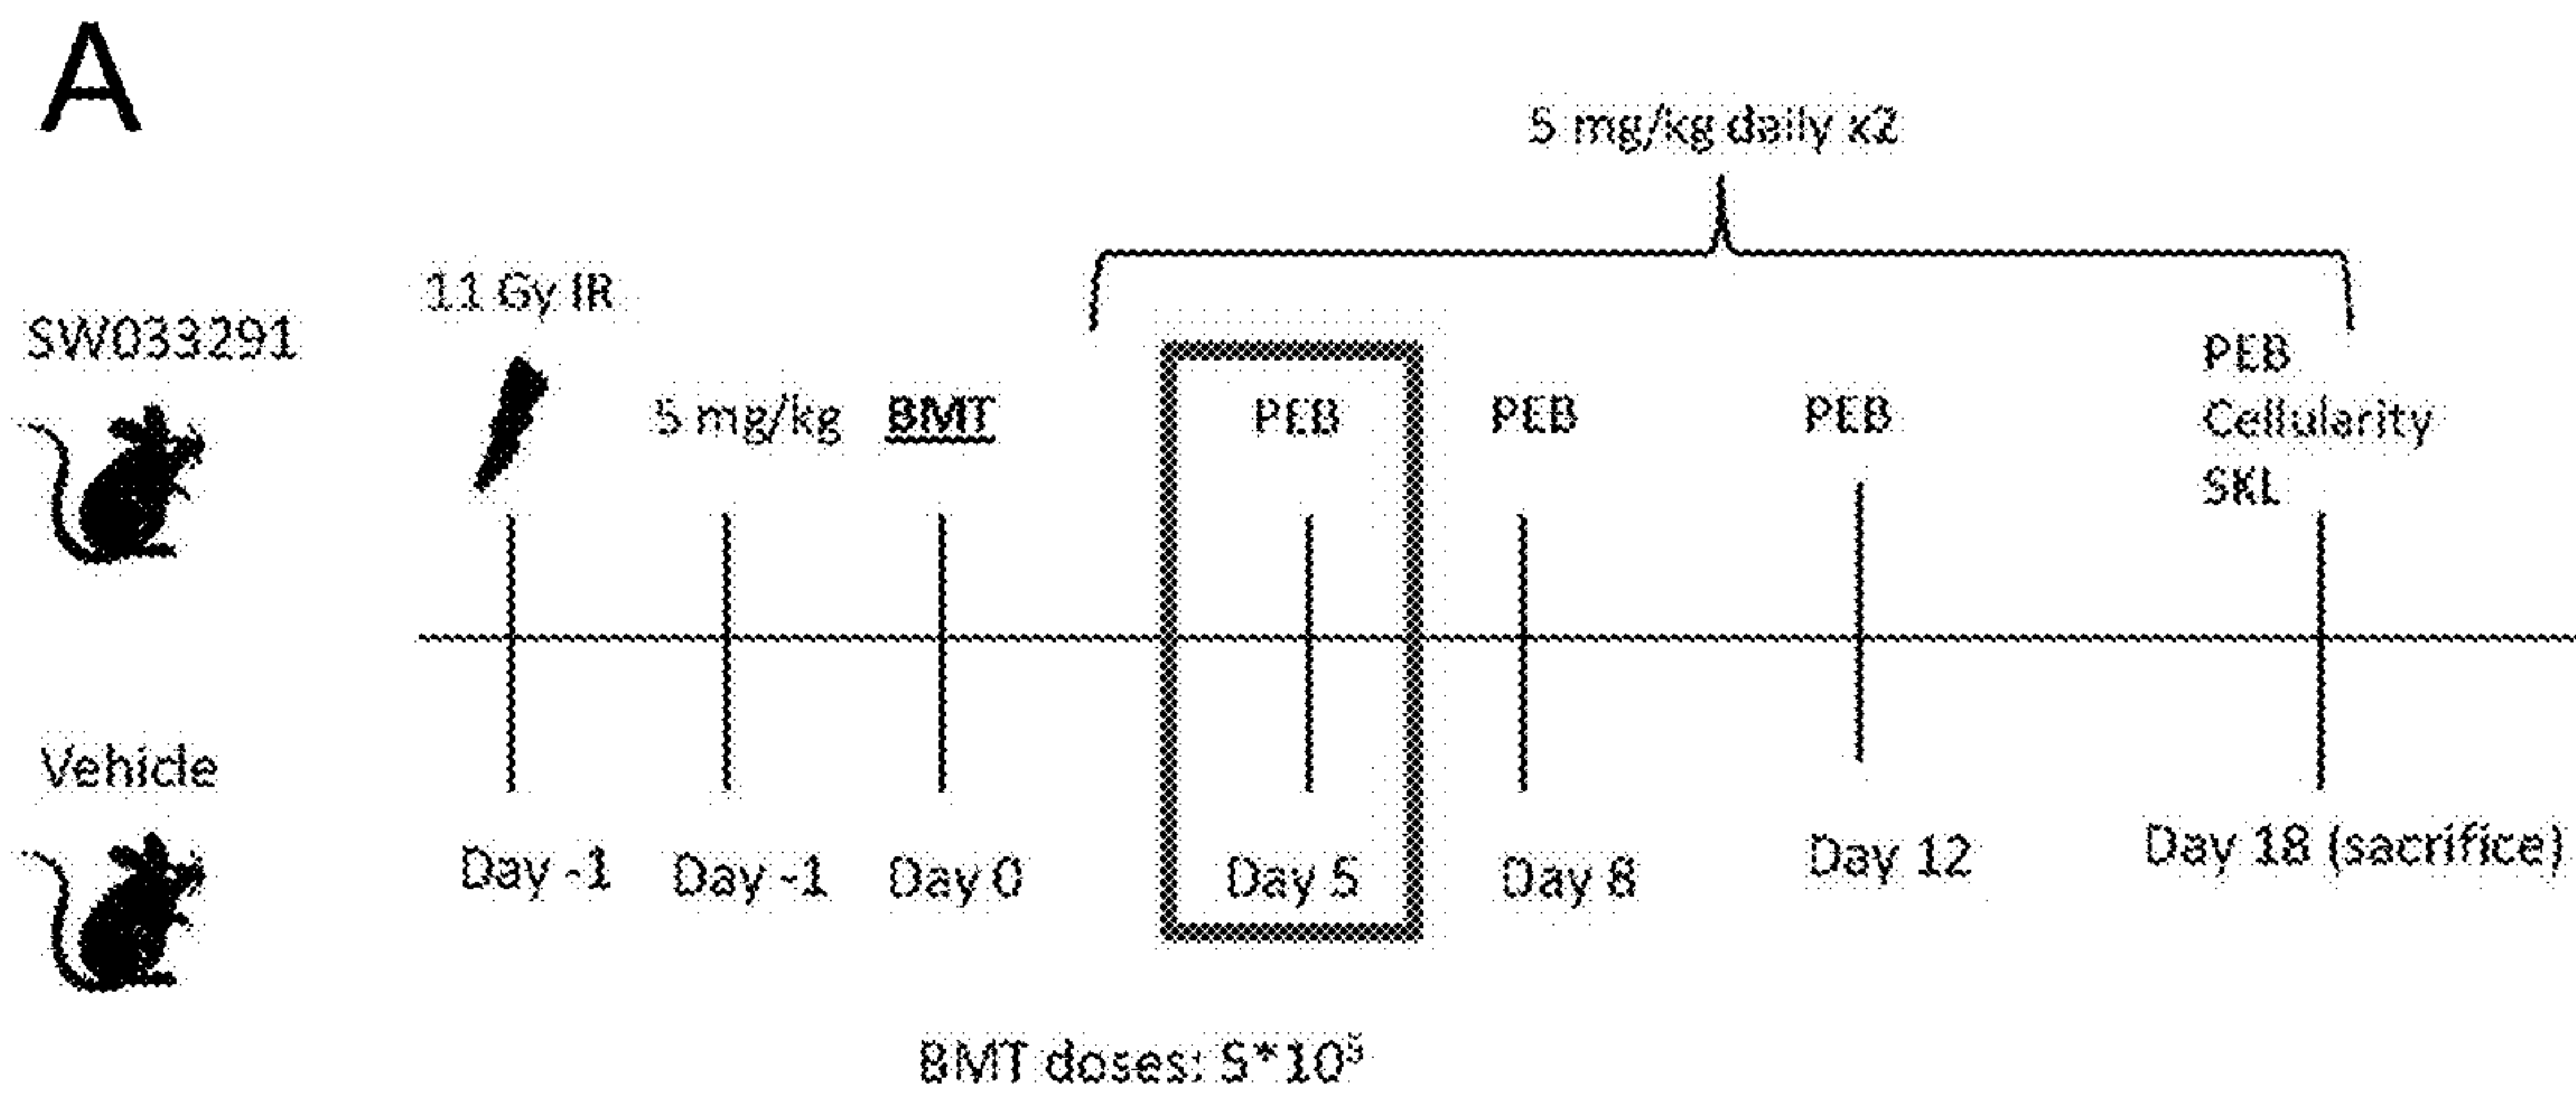 A
5 mg/kg daily x2
11 Gy IR
SW033291
5 mg/kg
BMT
PEB
PEB
PEB
PEB
Cellularity
SKL
Vehicle
Day -1
Day -1
Day 0
Day 5
Day 8
Day 12
Day 18 (sacrifice)
BMT doses: 5*10⁵